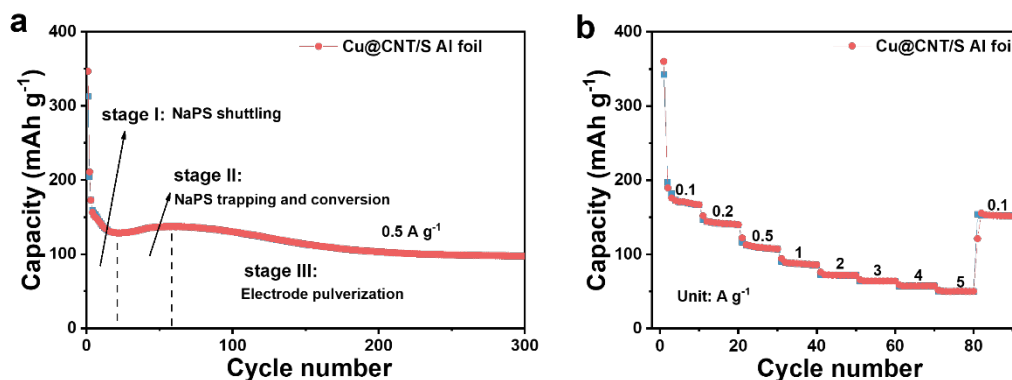 a
Cu@CNT/S Al foil
stage I: NaPS shuttling
stage II:
NaPS trapping and conversion
0.5 A g-1
stage III:
Electrode pulverization
Capacity (mAh g-1)
400
300
200
100
0
0 100 200 300
Cycle number
b
Cu@CNT/S Al foil
0.1
0.2
0.5
1
2
3
4
5
0.1
Unit: A g-1
Capacity (mAh g-1)
400
300
200
100
0
0 20 40 60 80
Cycle number